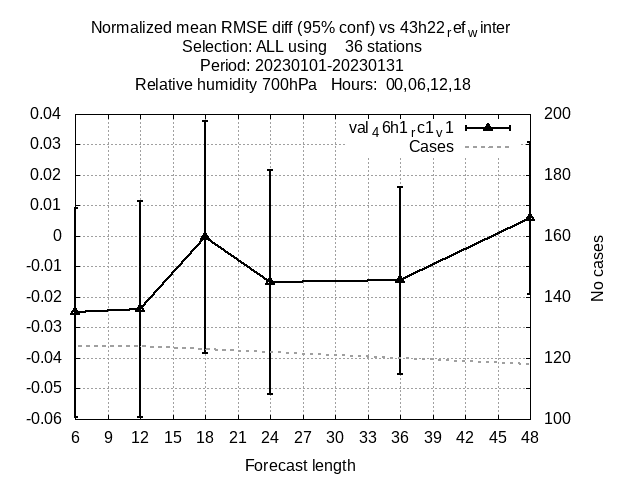 Normalized mean RMSE diff (95% conf) vs 43h22refwinter
Selection: ALL using 36 stations
Period: 20230101-20230131
Relative humidity 700hPa Hours: 00,06,12,18
val46h1rc1v1
Cases
0.04
0.03
0.02
0.01
0
-0.01
-0.02
-0.03
-0.04
-0.05
-0.06
200
180
160
140
120
100
No cases
6 9 12 15 18 21 24 27 30 33 36 39 42 45 48
Forecast length